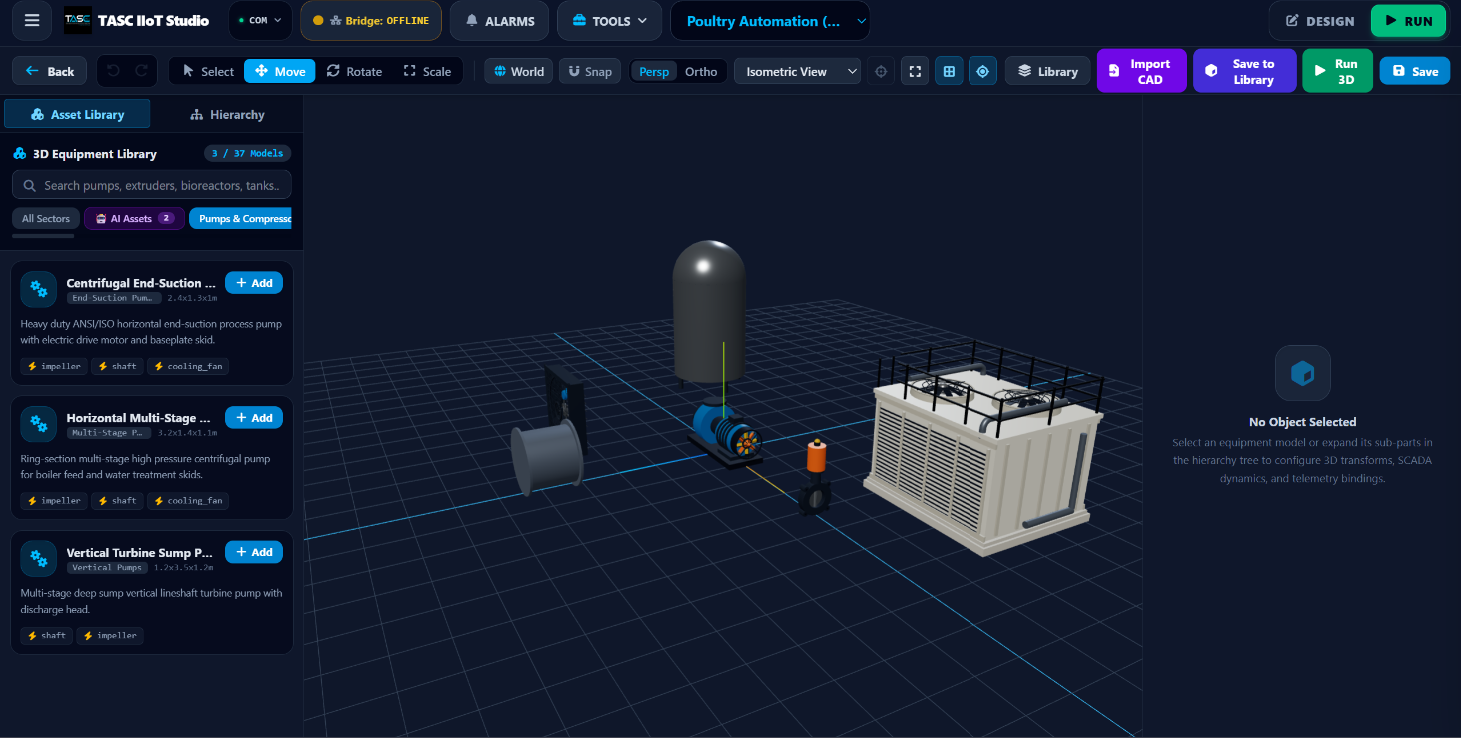 TASC TASC IIoT Studio
COM
Bridge: OFFLINE
ALARMS
TOOLS
Poultry Automation (...
DESIGN
RUN
Back
Select
Move
Rotate
Scale
World
Snap
Persp
Ortho
Isometric View
Library
Import
CAD
Save to
Library
Run
3D
Save
Asset Library
Hierarchy
3D Equipment Library
3 / 37 Models
Search pumps, extruders, bioreactors, tanks..
All Sectors
AI Assets 2
Pumps & Compresso
Centrifugal End-Suction ...
+ Add
End-Suction Pum… 2.4x1.3x1m
Heavy duty ANSI/ISO horizontal end-suction process pump
with electric drive motor and baseplate skid.
impeller
shaft
cooling_fan
Horizontal Multi-Stage ...
+ Add
Multi-Stage P… 3.2x1.4x1.1m
Ring-section multi-stage high pressure centrifugal pump
for boiler feed and water treatment skids.
impeller
shaft
cooling_fan
Vertical Turbine Sump P...
+ Add
Vertical Pumps 1.2x3.5x1.2m
Multi-stage deep sump vertical lineshaft turbine pump with
discharge head.
shaft
impeller
No Object Selected
Select an equipment model or expand its sub-parts in
the hierarchy tree to configure 3D transforms, SCADA
dynamics, and telemetry bindings.